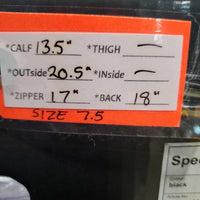 *CALF 13.5" *THIGH —
*OUTside 20.5" *INside —
*ZIPPER 17" *BACK 18"
SIZE 7.5
Spec
black